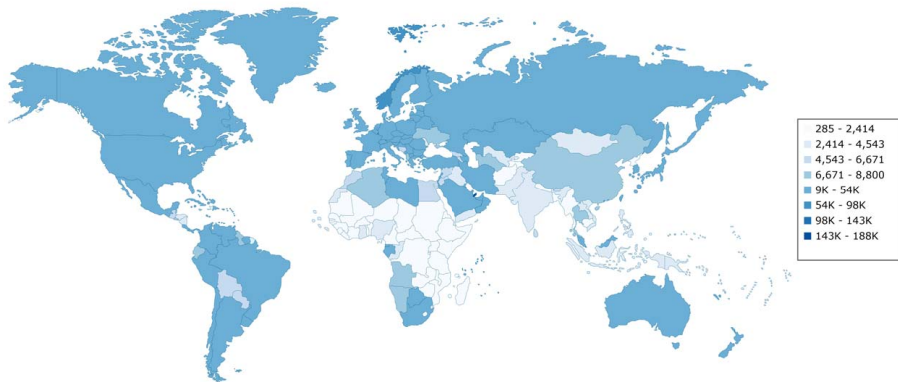 285 - 2,414
2,414 - 4,543
4,543 - 6,671
6,671 - 8,800
9K - 54K
54K - 98K
98K - 143K
143K - 188K